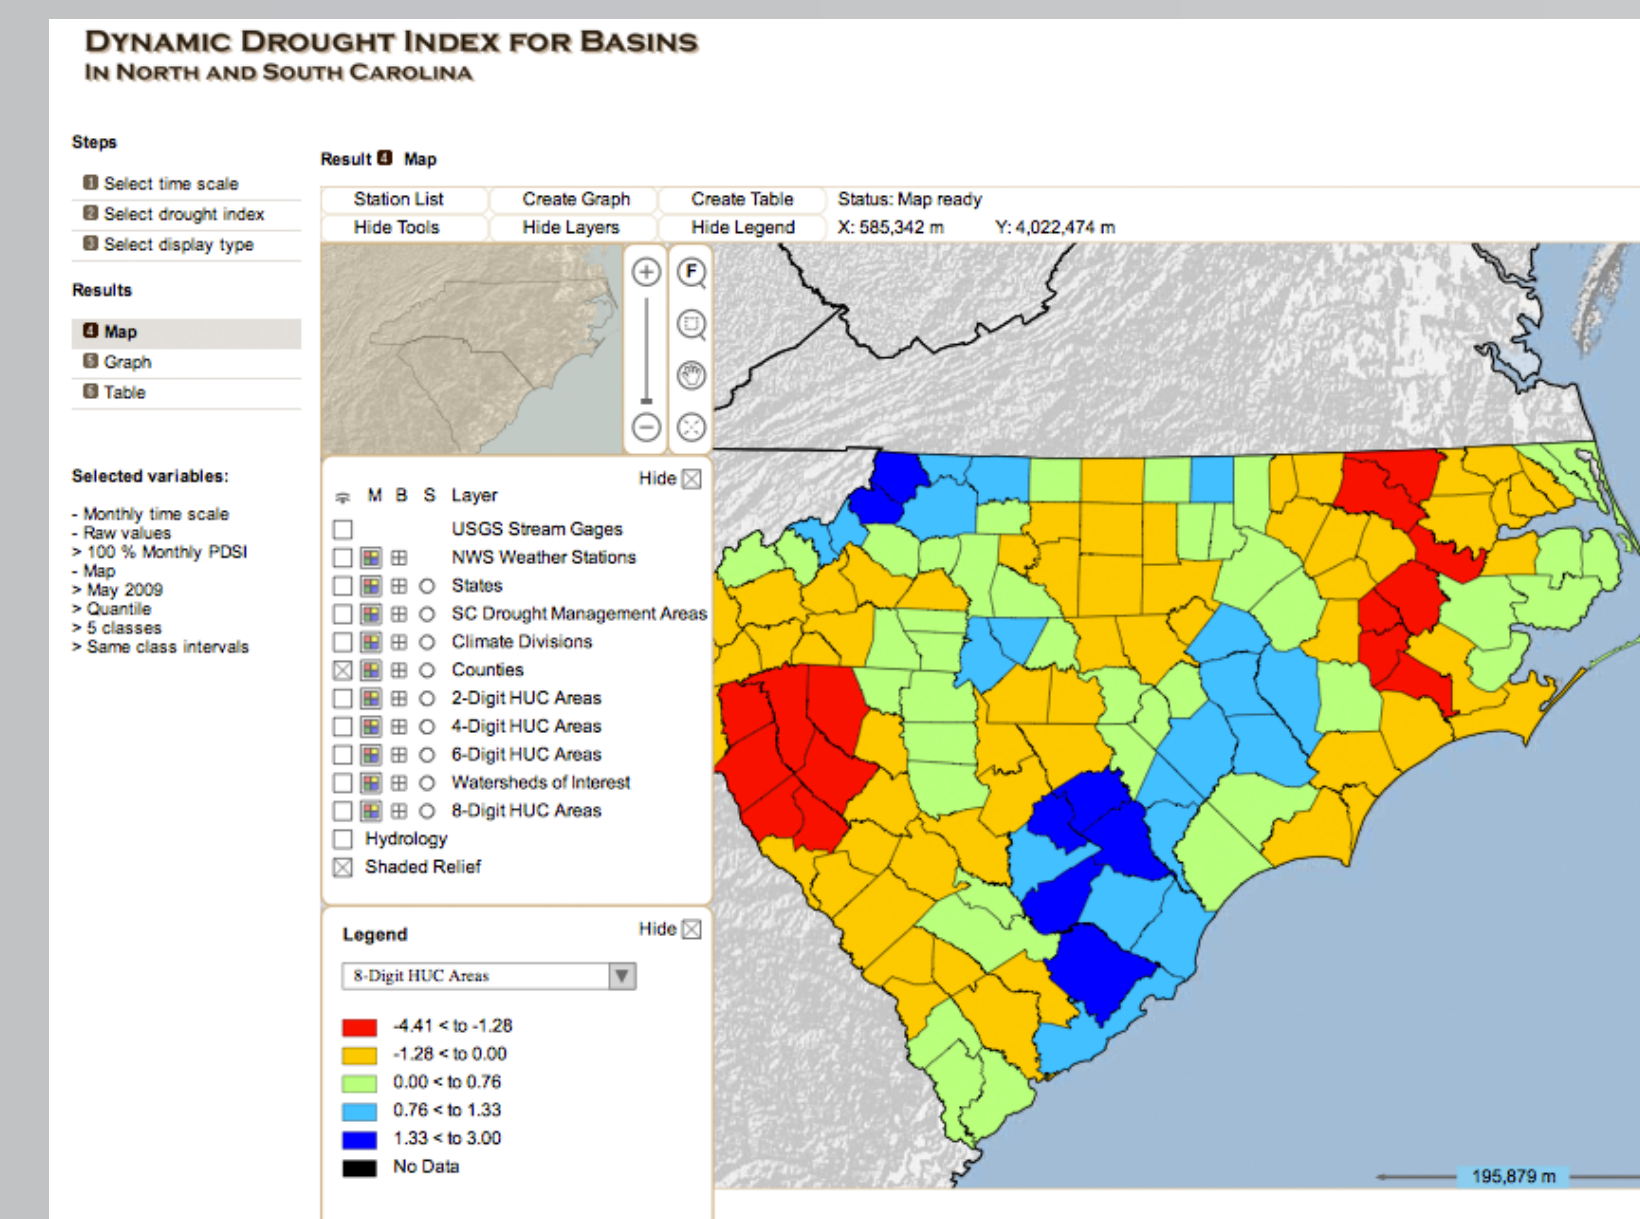 DYNAMIC DROUGHT INDEX FOR BASINS
IN NORTH AND SOUTH CAROLINA
Steps
1 Select time scale
2 Select drought index
3 Select display type
Results
4 Map
5 Graph
6 Table
Selected variables:
- Monthly time scale
- Raw values
> 100 % Monthly PDSI
- Map
> May 2009
> Quantile
> 5 classes
> Same class intervals
Result 4 Map
Station List Create Graph Create Table Status: Map ready
Hide Tools Hide Layers Hide Legend X: 585,342 m Y: 4,022,474 m
F
Hide
M B S Layer
USGS Stream Gages
NWS Weather Stations
States
SC Drought Management Areas
Climate Divisions
Counties
2-Digit HUC Areas
4-Digit HUC Areas
6-Digit HUC Areas
Watersheds of Interest
8-Digit HUC Areas
Hydrology
Shaded Relief
Legend Hide
8-Digit HUC Areas
-4.41 < to -1.28
-1.28 < to 0.00
0.00 < to 0.76
0.76 < to 1.33
1.33 < to 3.00
No Data
195,879 m